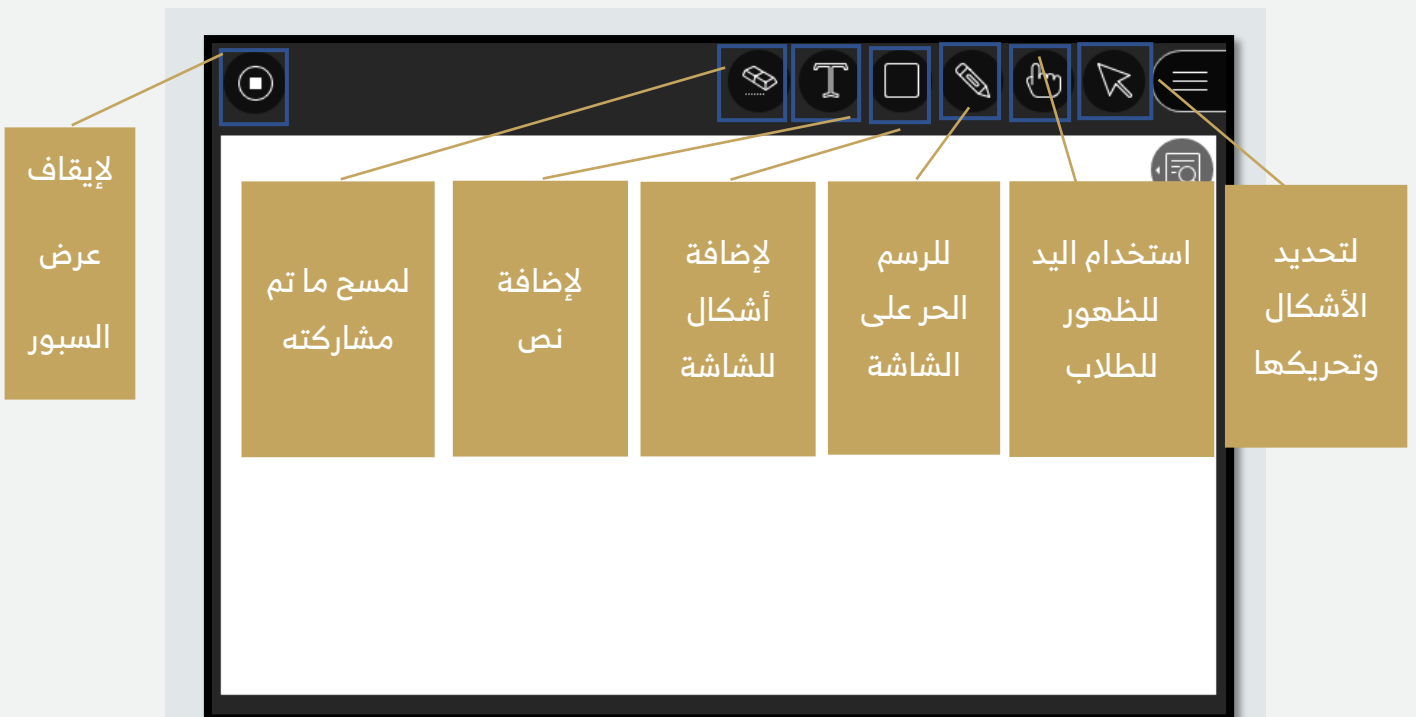 لتحديد
الأشكال
وتحريكها
استخدام اليد
للظهور
للطلاب
للرسم
الحر على
الشاشة
لإضافة
أشكال
للشاشة
لإضافة
نص
لمسح ما تم
مشاركته
لإيقاف
عرض
السبور